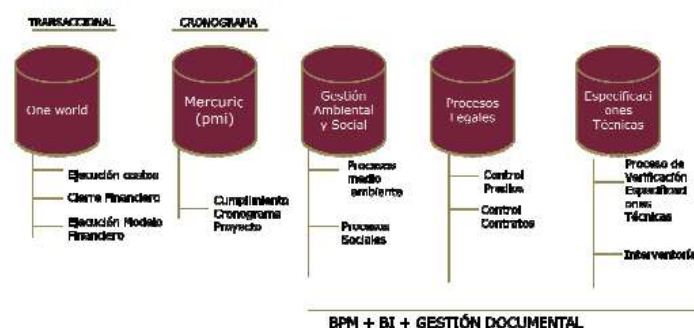 TRANSACCIONAL
CRONOGRAMA
One world
Mercuric
(pmi)
Gestión
Ambiental
y Social
Procesos
Legales
Especificaci
ones
Técnicas
Ejecución costos
Cierre Financiero
Ejecución Modelo
Financiero
Cumplimiento
Cronograma
Proyecto
Procesos
medio
ambiente
Procesos
Sociales
Control
Predios
Control
Contratos
Proceso de
Verificación
Especificaci
ones
Técnicas
Interventoría
BPM + BI + GESTIÓN DOCUMENTAL